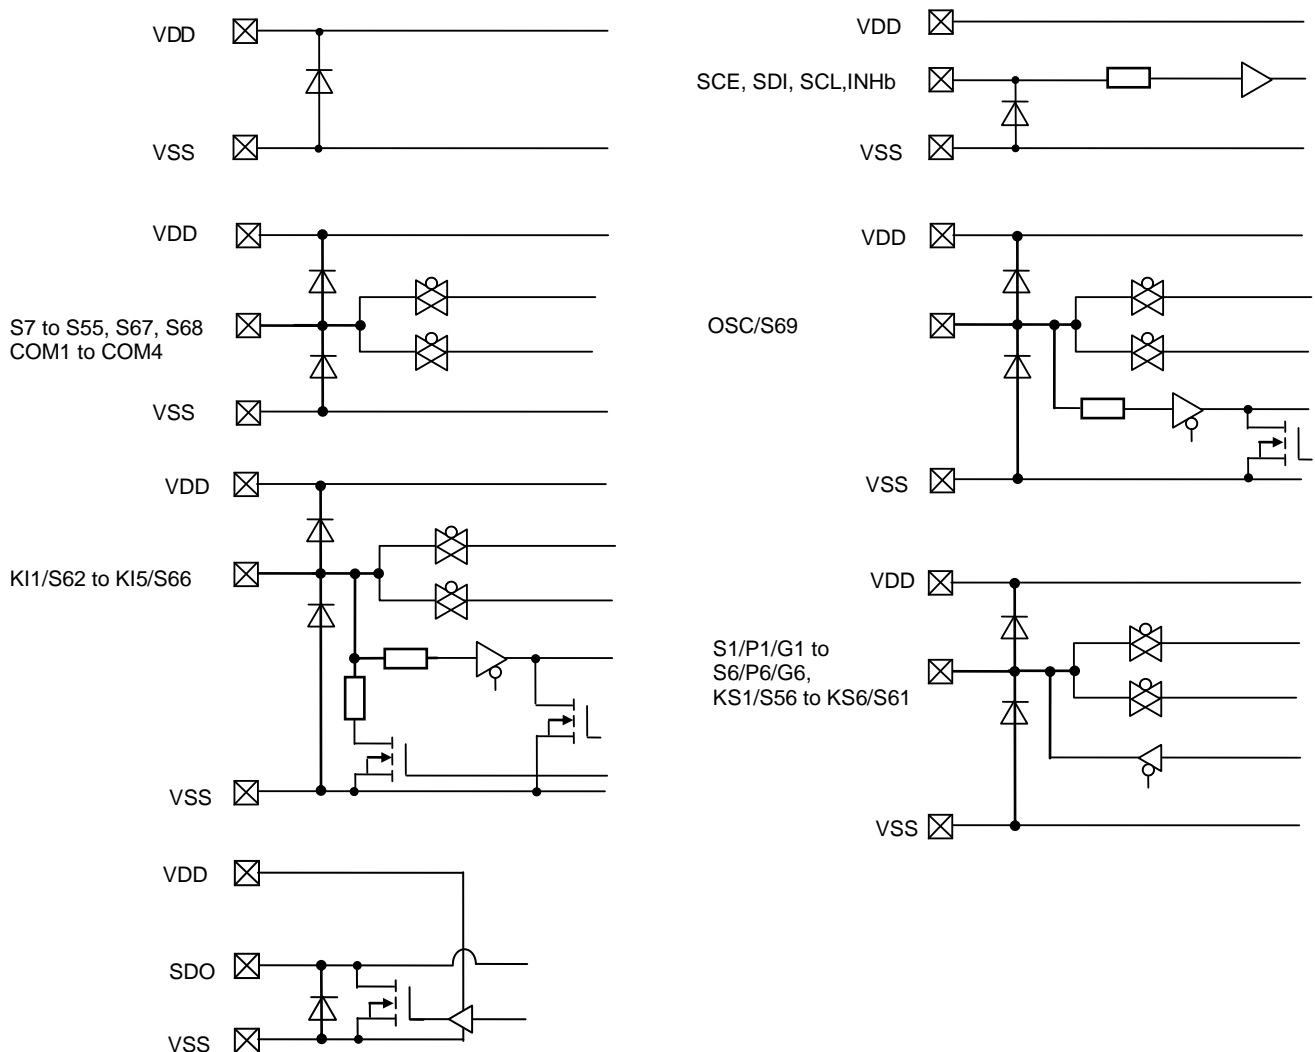 VDD
VSS
VDD
S7 to S55, S67, S68
COM1 to COM4
VSS
VDD
KI1/S62 to KI5/S66
VSS
VDD
SDO
VSS
VDD
SCE, SDI, SCL,INHb
VSS
VDD
OSC/S69
VSS
VDD
S1/P1/G1 to
S6/P6/G6,
KS1/S56 to KS6/S61
VSS